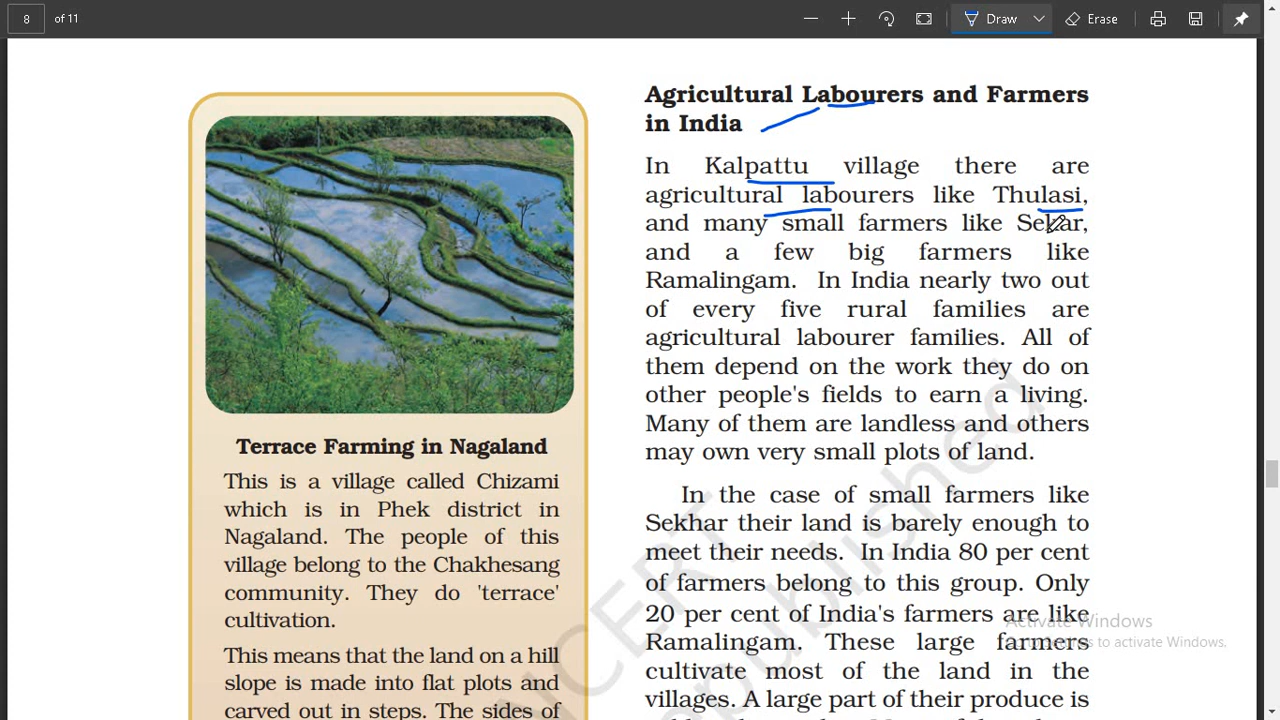 8 of 11
Draw
Erase
Agricultural Labourers and Farmers
in India
In Kalpattu village there are
agricultural labourers like Thulasi,
and many small farmers like Sekar,
and a few big farmers like
Ramalingam. In India nearly two out
of every five rural families are
agricultural labourer families. All of
them depend on the work they do on
other people's fields to earn a living.
Many of them are landless and others
may own very small plots of land.
In the case of small farmers like
Sekhar their land is barely enough to
meet their needs. In India 80 per cent
of farmers belong to this group. Only
20 per cent of India's farmers are like
Ramalingam. These large farmers
cultivate most of the land in the
villages. A large part of their produce is
Terrace Farming in Nagaland
This is a village called Chizami
which is in Phek district in
Nagaland. The people of this
village belong to the Chakhesang
community. They do 'terrace'
cultivation.
This means that the land on a hill
slope is made into flat plots and
carved out in steps. The sides of
NCERT
republished
Activate Windows
Go to Settings to activate Windows.